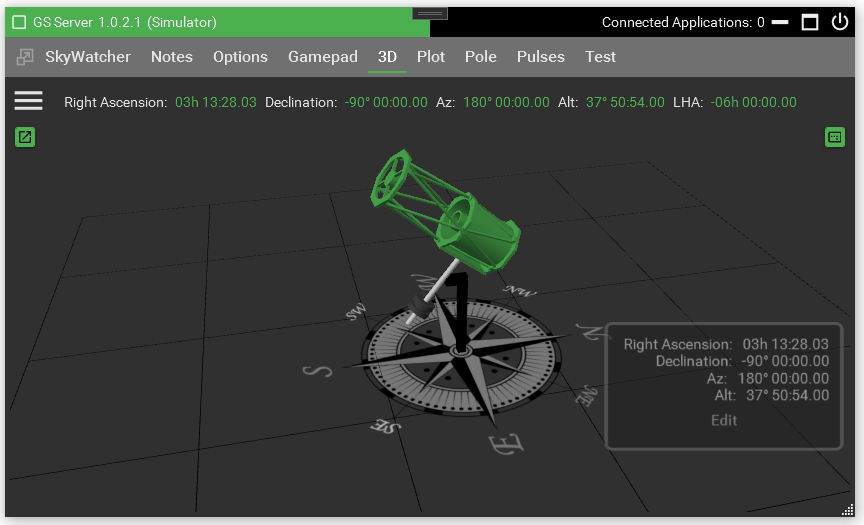 GS Server 1.0.2.1 (Simulator) Connected Applications: 0
SkyWatcher Notes Options Gamepad 3D Plot Pole Pulses Test
Right Ascension: 03h 13:28.03 Declination: -90° 00:00.00 Az: 180° 00:00.00 Alt: 37° 50:54.00 LHA: -06h 00:00.00
W
NW
SW
N
S
NE
SE
E
Right Ascension: 03h 13:28.03
Declination: -90° 00:00.00
Az: 180° 00:00.00
Alt: 37° 50:54.00
Edit